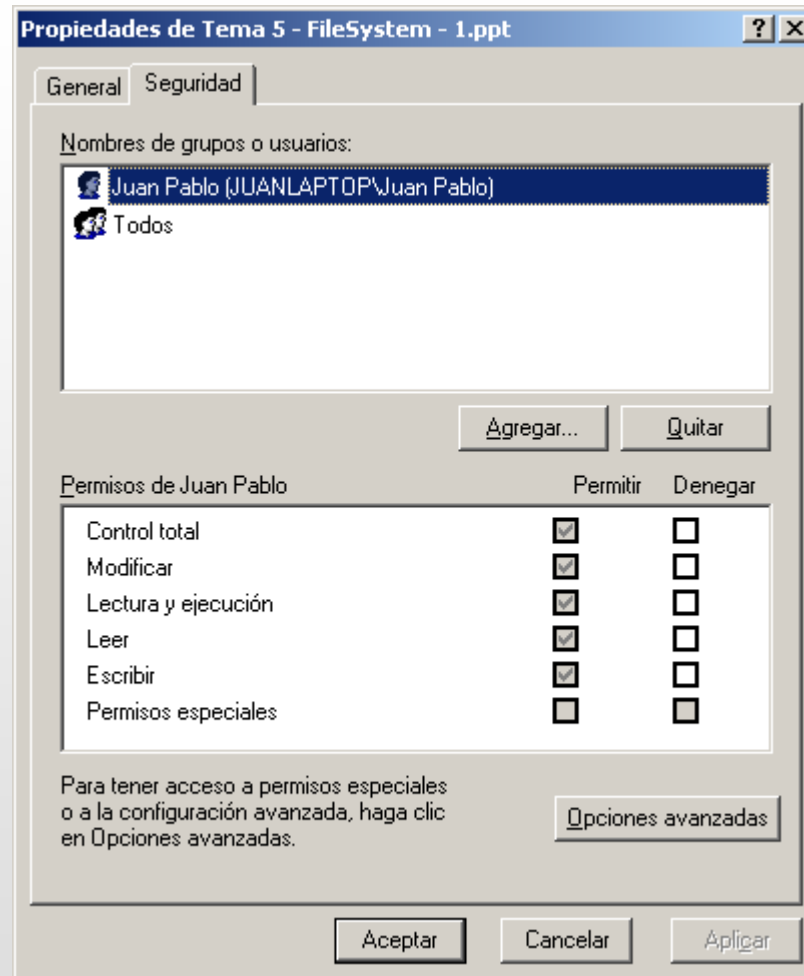 Propiedades de Tema 5 - FileSystem - 1.ppt
General Seguridad
Nombres de grupos o usuarios:
Juan Pablo (JUANLAPTOP\Juan Pablo)
Todos
Agregar... Quitar
Permisos de Juan Pablo Permitir Denegar
Control total
Modificar
Lectura y ejecución
Leer
Escribir
Permisos especiales
Para tener acceso a permisos especiales
o a la configuración avanzada, haga clic
en Opciones avanzadas.
Opciones avanzadas
Aceptar Cancelar Aplicar